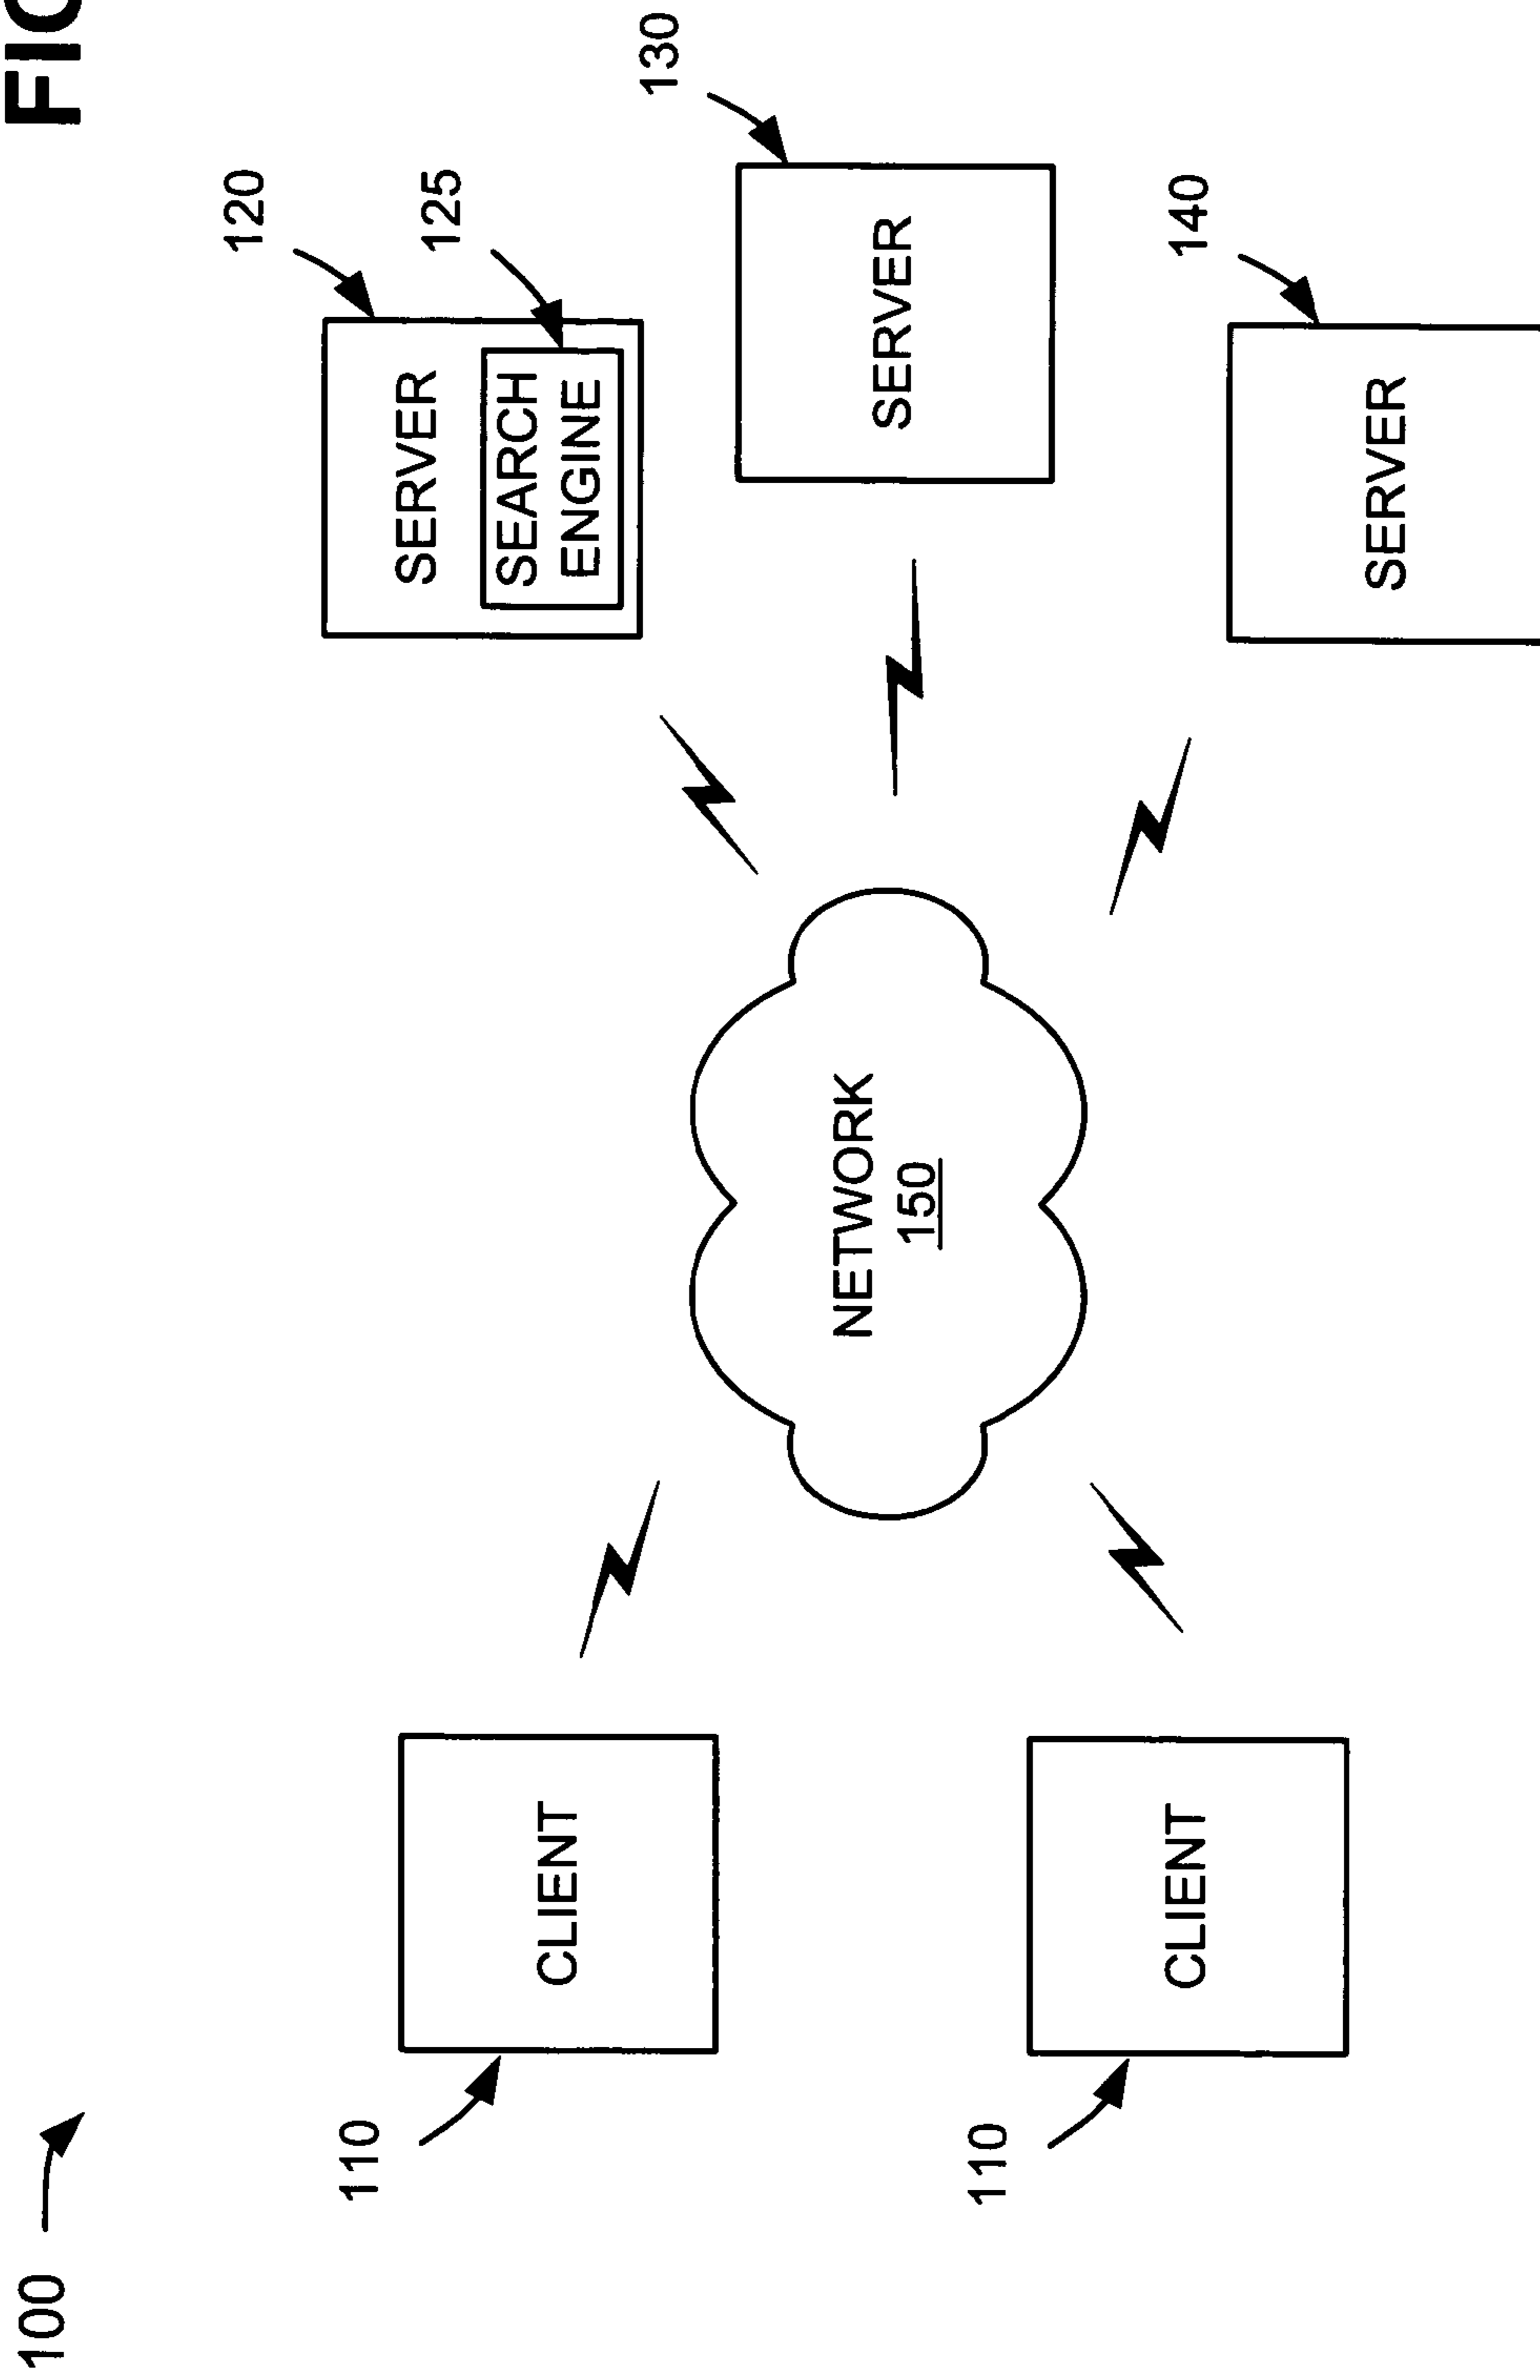 100
FIG
120
110
SERVER
125
SEARCH
ENGINE
CLIENT
130
NETWORK
150
SERVER
110
CLIENT
140
SERVER